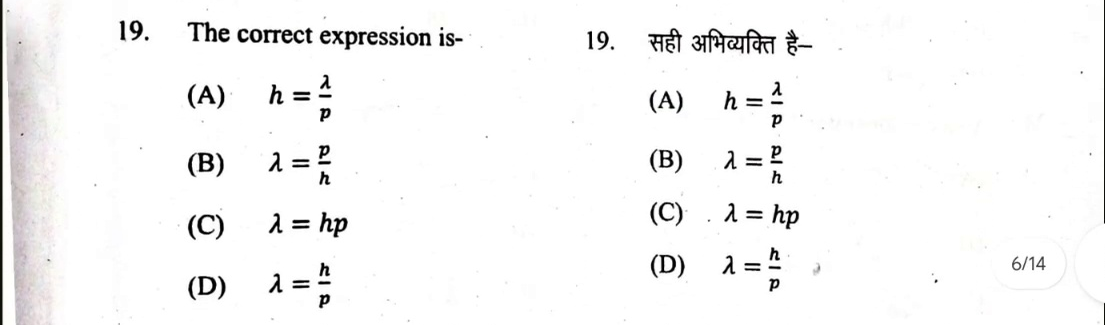 19. The correct expression is-
(A) h = λ/p
(B) λ = p/h
(C) λ = hp
(D) λ = h/p
19. सही अभिव्यक्ति है–
(A) h = λ/p
(B) λ = p/h
(C) λ = hp
(D) λ = h/p
6/14